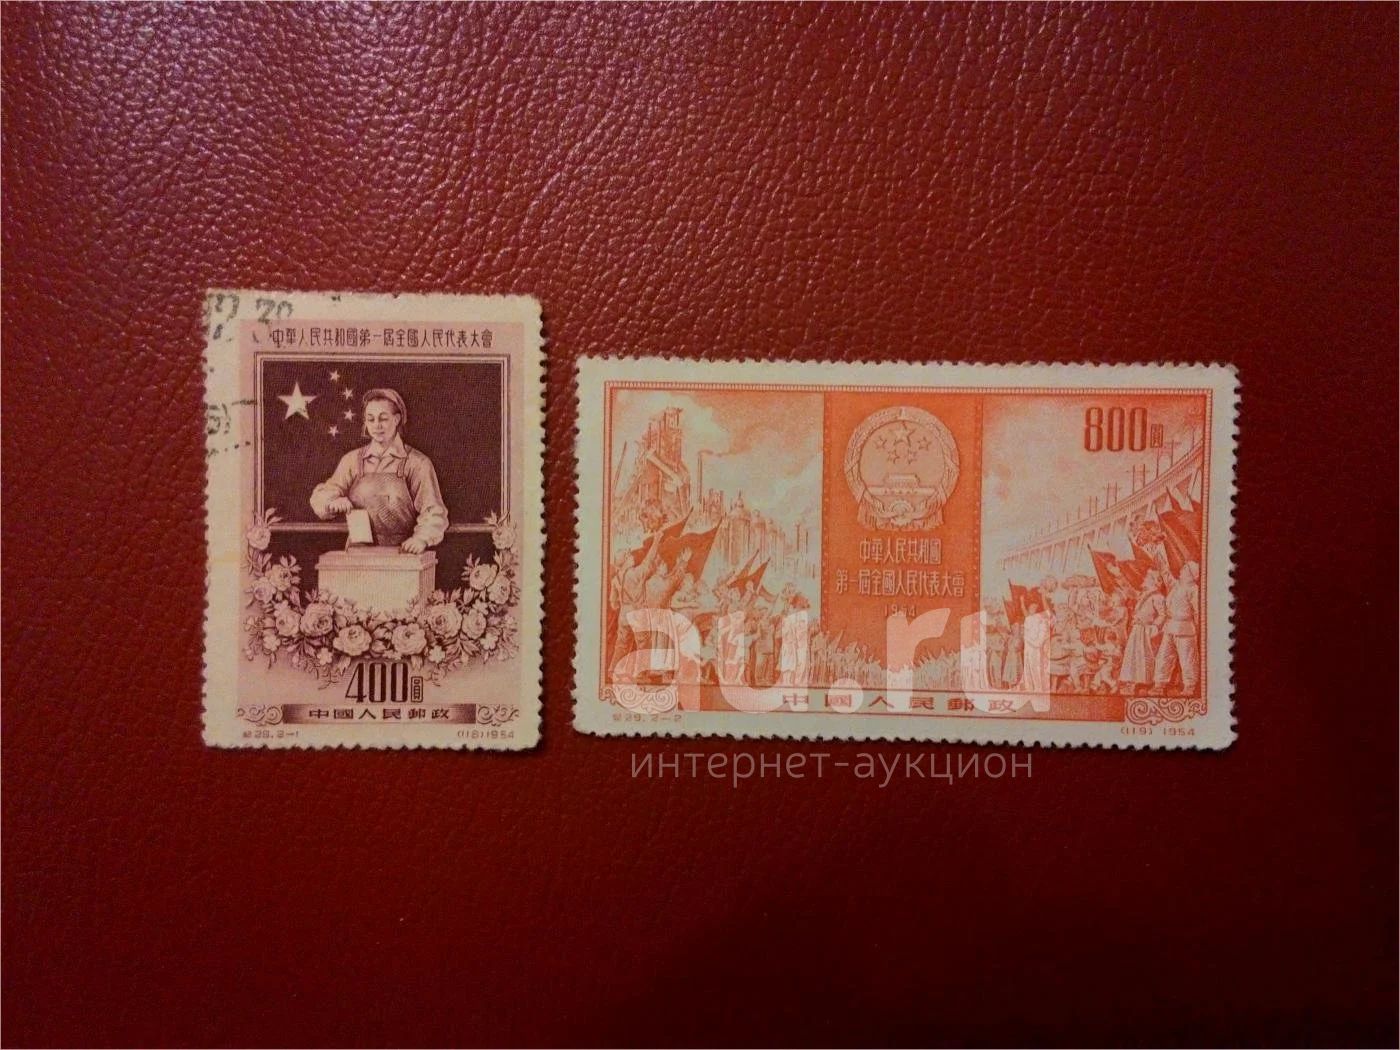 30
中華人民共和國第一屆全國人民代表大會
400圓
中國人民郵政
紀29.2-1
(118)1954
800圓
中華人民共和國
第一屆全國人民代表大會
1954
中國人民郵政
紀29.2-2
(119) 1954
au.ru
интернет-аукцион